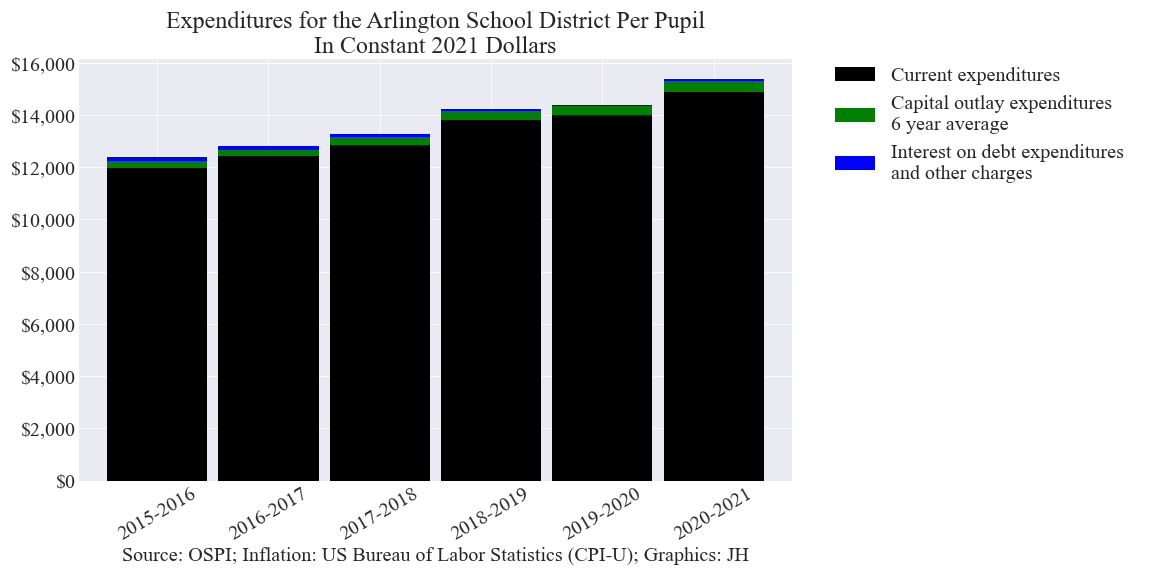 Expenditures for the Arlington School District Per Pupil
In Constant 2021 Dollars
$16,000
$14,000
$12,000
$10,000
$8,000
$6,000
$4,000
$2,000
$0
2015-2016
2016-2017
2017-2018
2018-2019
2019-2020
2020-2021
Source: OSPI; Inflation: US Bureau of Labor Statistics (CPI-U); Graphics: JH
Current expenditures
Capital outlay expenditures
6 year average
Interest on debt expenditures
and other charges